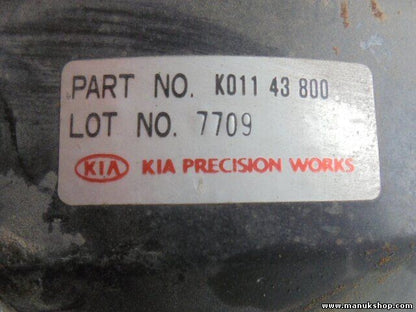 PART NO. K011 43 800
LOT NO. 7709
KIA KIA PRECISION WORKS
www.manukshop.com